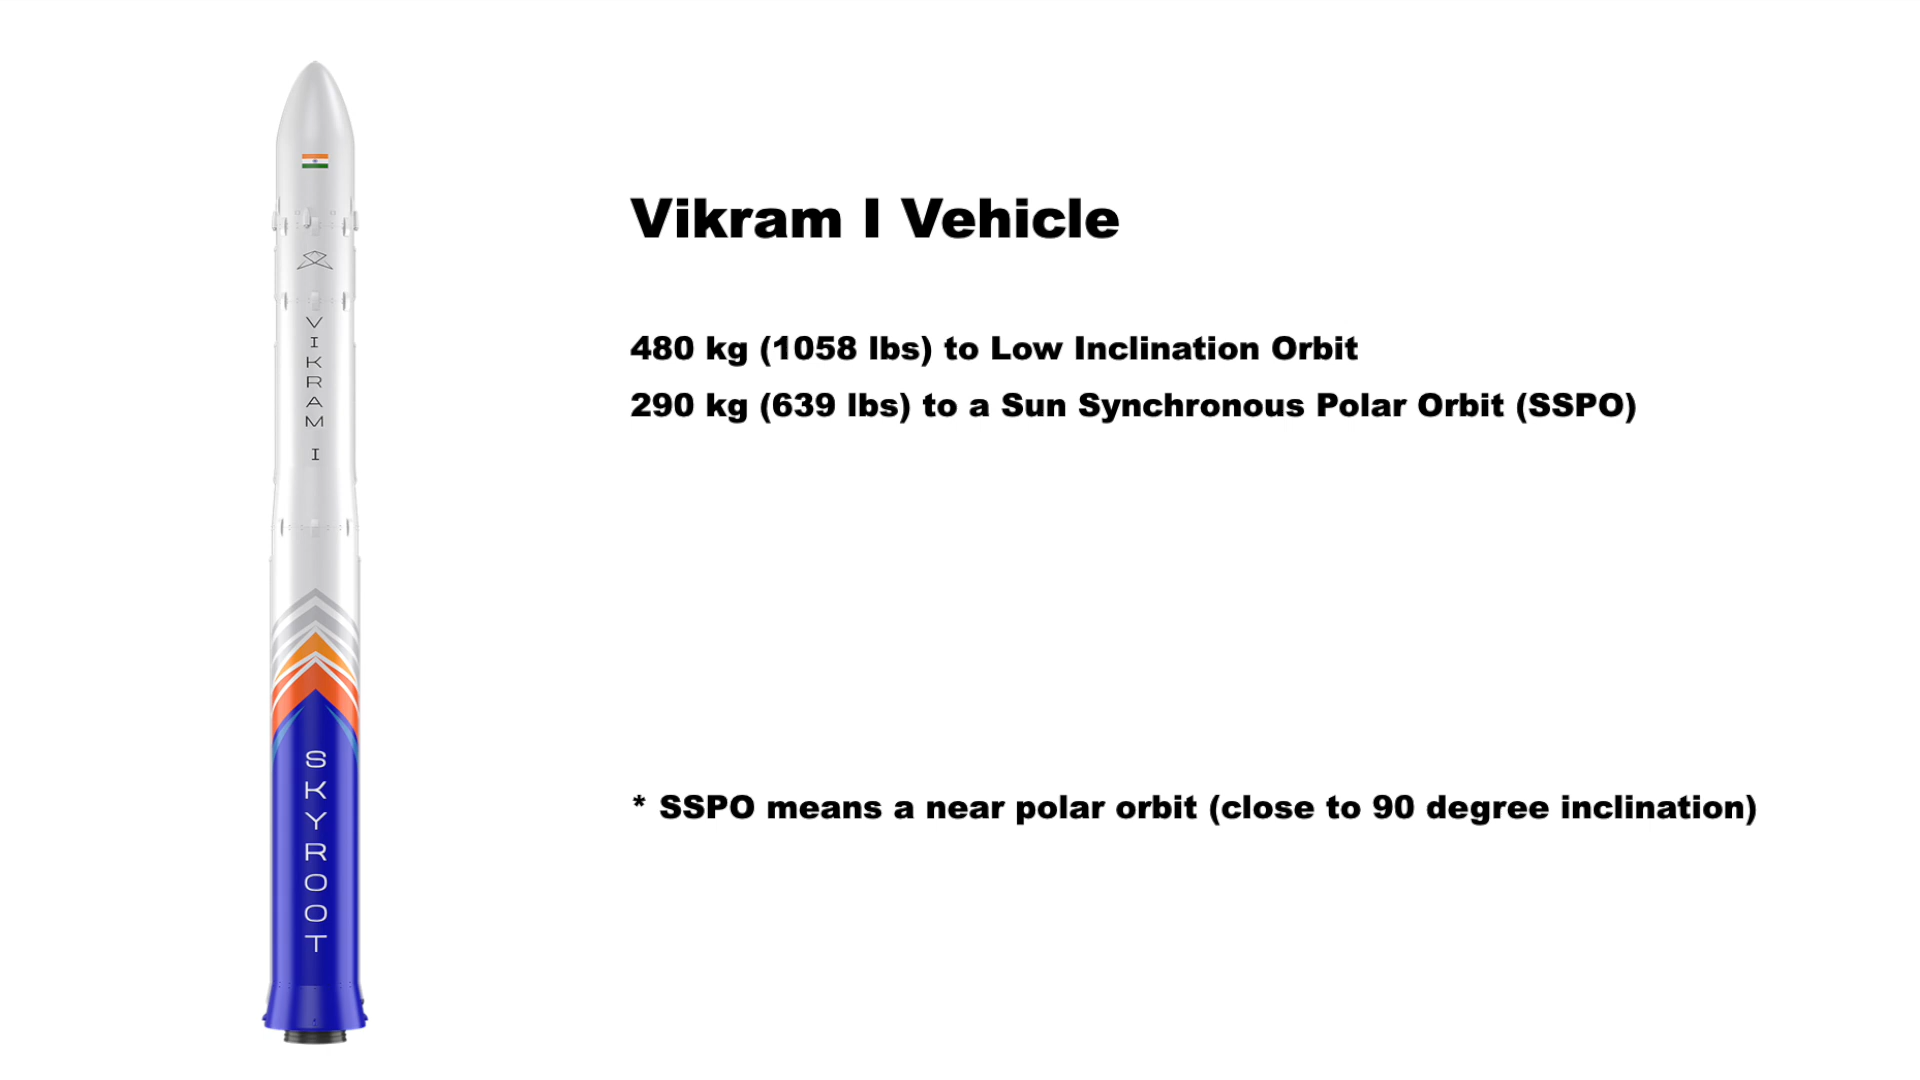 VIKRAM I
SKYROOT
Vikram I Vehicle
480 kg (1058 lbs) to Low Inclination Orbit
290 kg (639 lbs) to a Sun Synchronous Polar Orbit (SSPO)
* SSPO means a near polar orbit (close to 90 degree inclination)